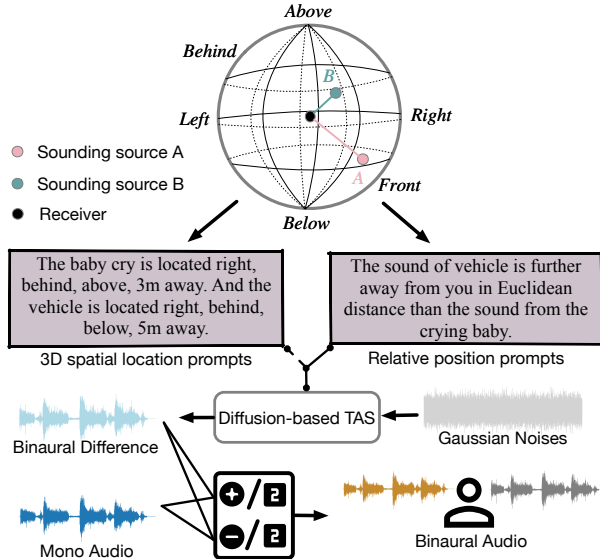 Above
Behind
B
Left
Right
A
Front
Below
Sounding source A
Sounding source B
Receiver
The baby cry is located right,
behind, above, 3m away. And the
vehicle is located right, behind,
below, 5m away.
The sound of vehicle is further
away from you in Euclidean
distance than the sound from the
crying baby.
3D spatial location prompts
Relative position prompts
Diffusion-based TAS
Binaural Difference
Gaussian Noises
+ / 2
− / 2
Mono Audio
Binaural Audio